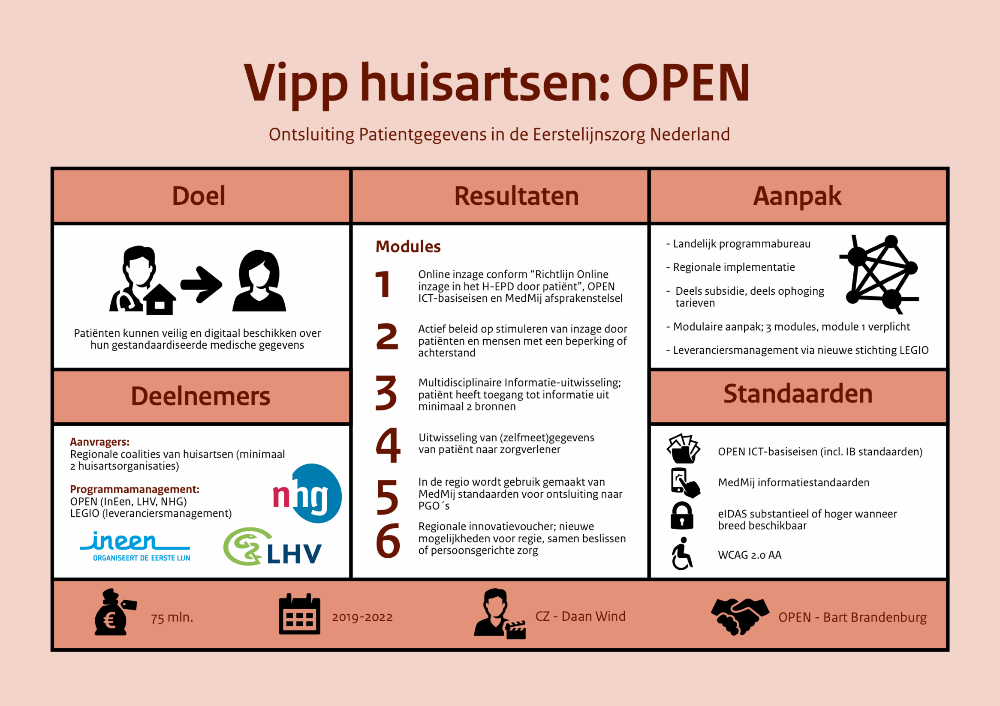 Vipp huisartsen: OPEN
Ontsluiting Patientgegevens in de Eerstelijnszorg Nederland
Doel
Patiënten kunnen veilig en digitaal beschikken over
hun gestandaardiseerde medische gegevens
Deelnemers
Aanvragers:
Regionale coalities van huisartsen (minimaal
2 huisartsorganisaties)
Programmamanagement:
OPEN (InEen, LHV, NHG)
LEGIO (leveranciersmanagement)
nhg
ineen
ORGANISEERT DE EERSTE LIJN
LHV
Resultaten
Modules
1
Online inzage conform “Richtlijn Online
inzage in het H-EPD door patiënt”, OPEN
ICT-basiseisen en MedMij afsprakenstelsel
2
Actief beleid op stimuleren van inzage door
patiënten en mensen met een beperking of
achterstand
3
Multidisciplinaire Informatie-uitwisseling;
patiënt heeft toegang tot informatie uit
minimaal 2 bronnen
4
Uitwisseling van (zelfmeet)gegevens
van patiënt naar zorgverlener
5
In de regio wordt gebruik gemaakt van
MedMij standaarden voor ontsluiting naar
PGO´s
6
Regionale innovatievoucher; nieuwe
mogelijkheden voor regie, samen beslissen
of persoonsgerichte zorg
Aanpak
- Landelijk programmabureau
- Regionale implementatie
- Deels subsidie, deels ophoging
tarieven
- Modulaire aanpak; 3 modules, module 1 verplicht
- Leveranciersmanagement via nieuwe stichting LEGIO
Standaarden
OPEN ICT-basiseisen (incl. IB standaarden)
MedMij informatiestandaarden
eIDAS substantieel of hoger wanneer
breed beschikbaar
WCAG 2.0 AA
€
75 mln.
2019-2022
CZ - Daan Wind
OPEN - Bart Brandenburg